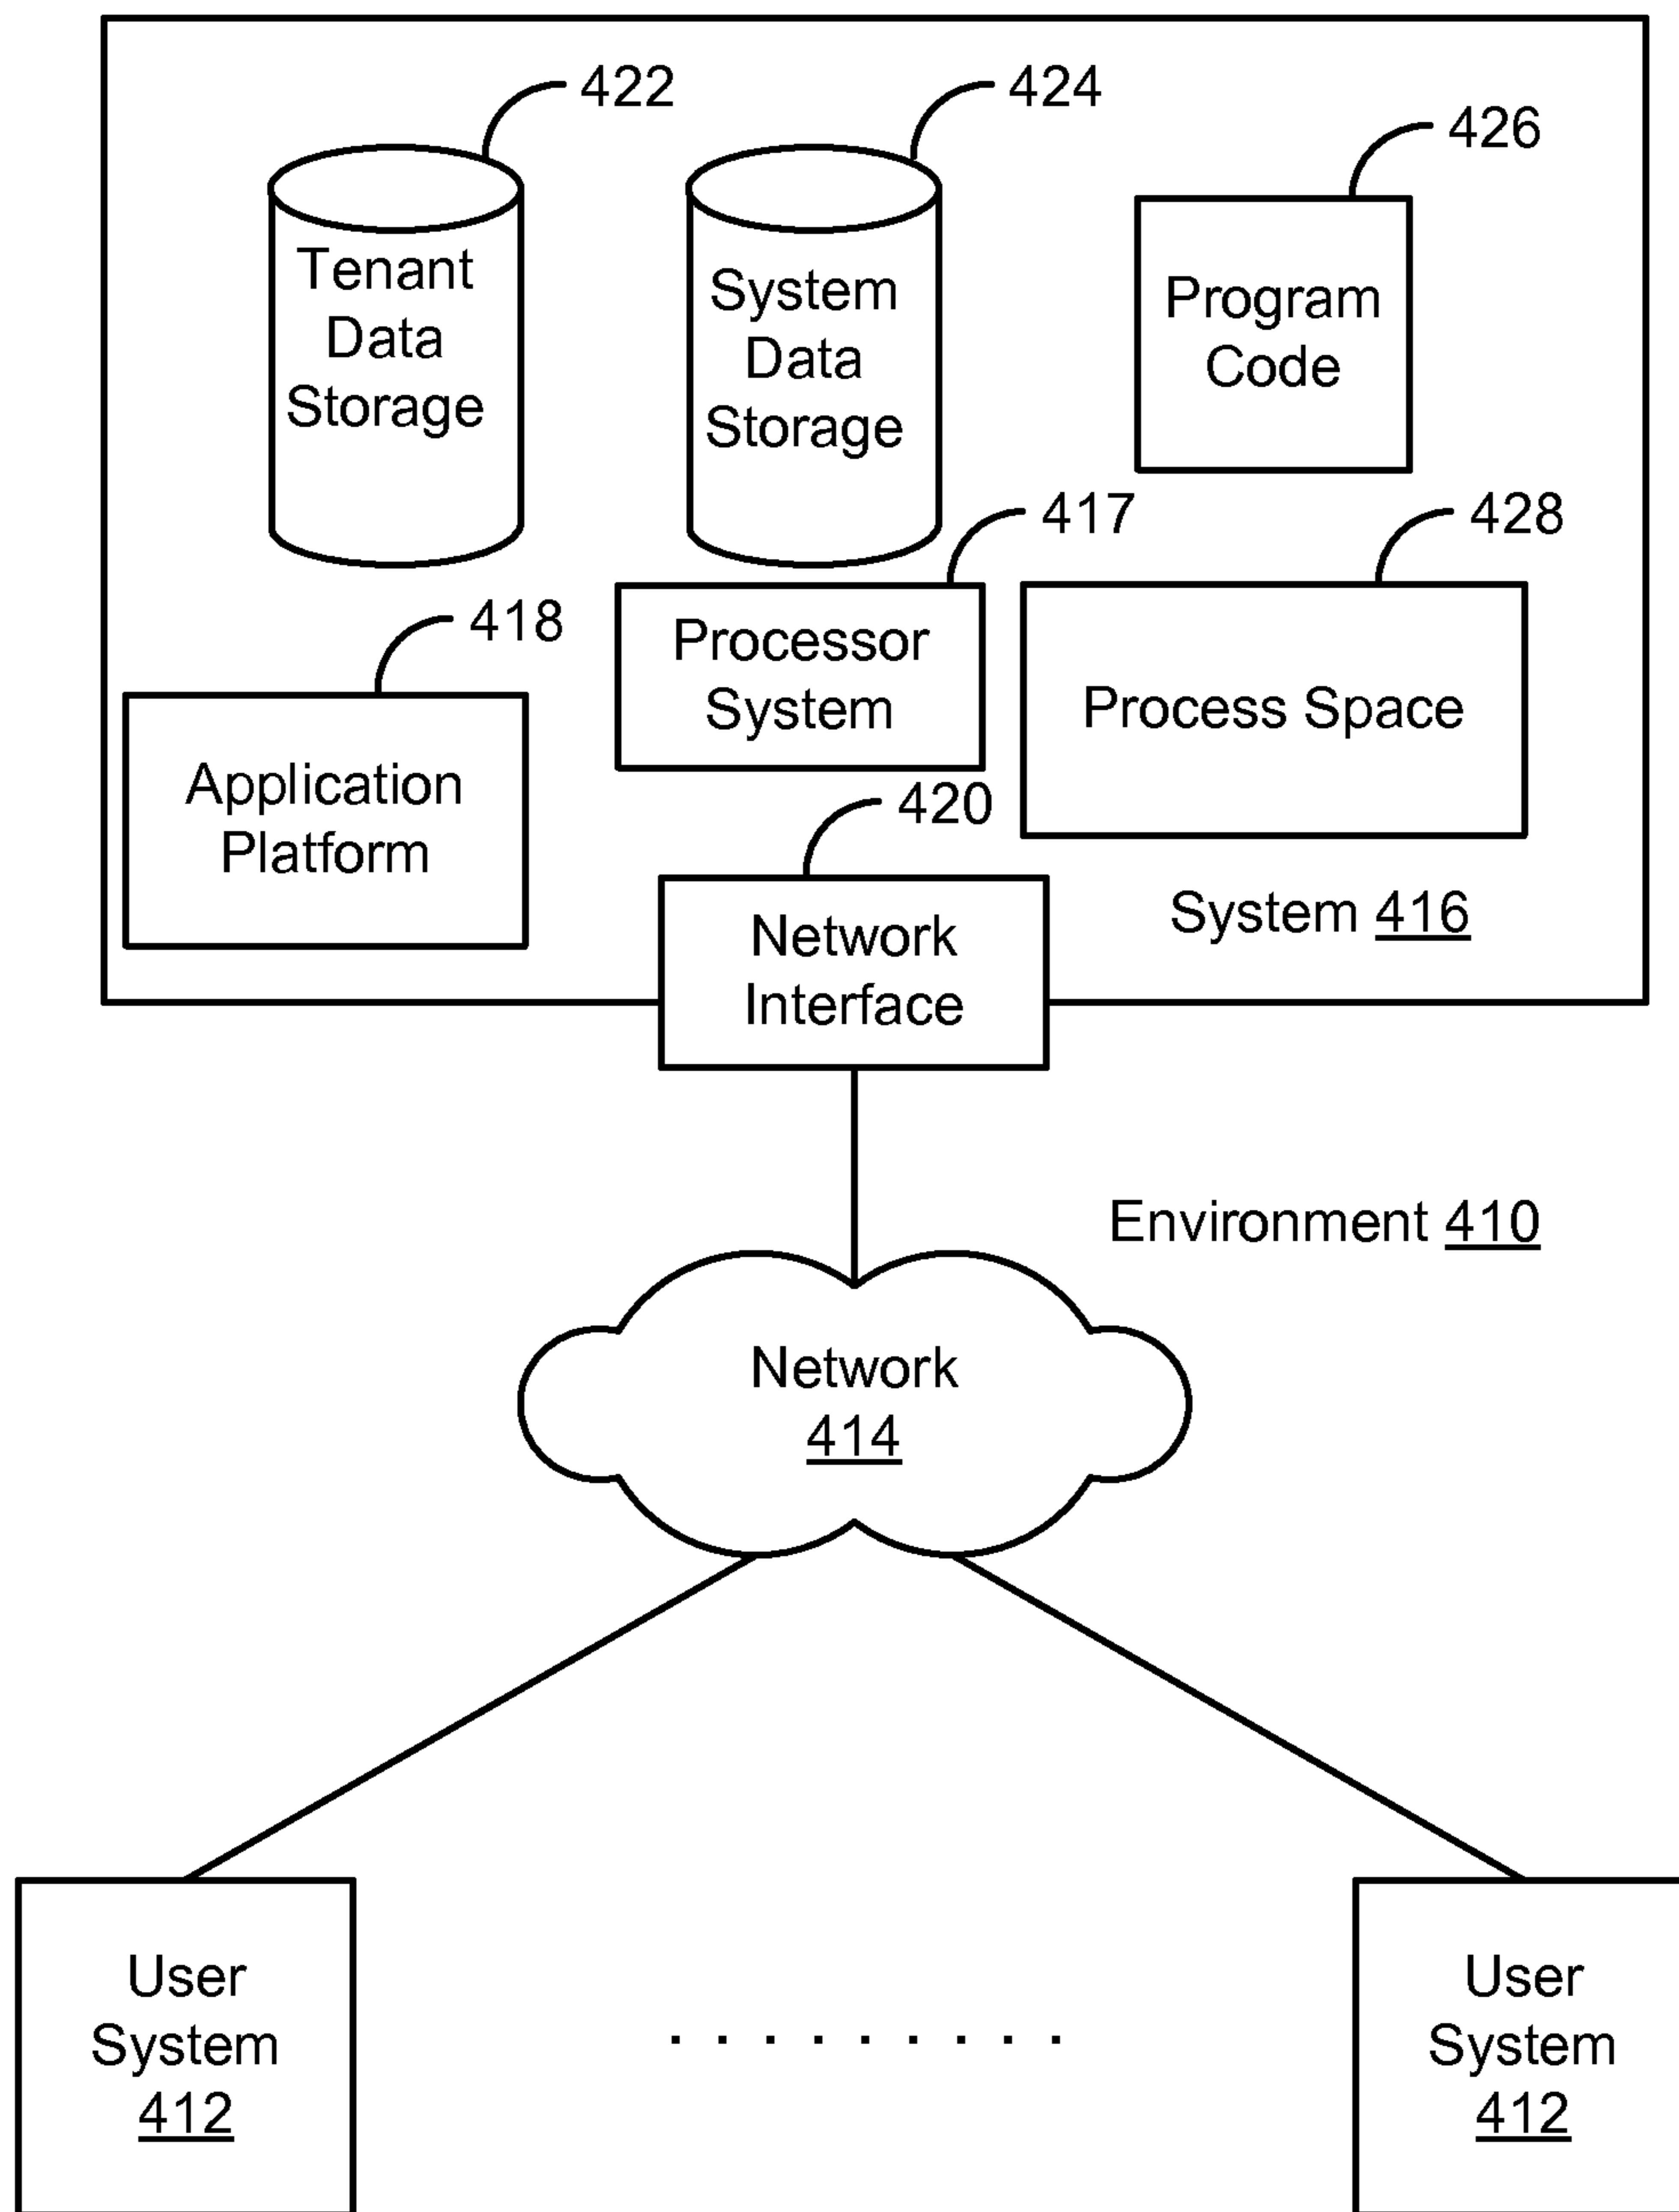 422
424
426
Tenant
Data
Storage
System
Data
Storage
Program
Code
417
428
418
Processor
System
Process Space
Application
Platform
420
Network
Interface
System 416
Environment 410
Network
414
User
System
412
. . . . . . . . .
User
System
412